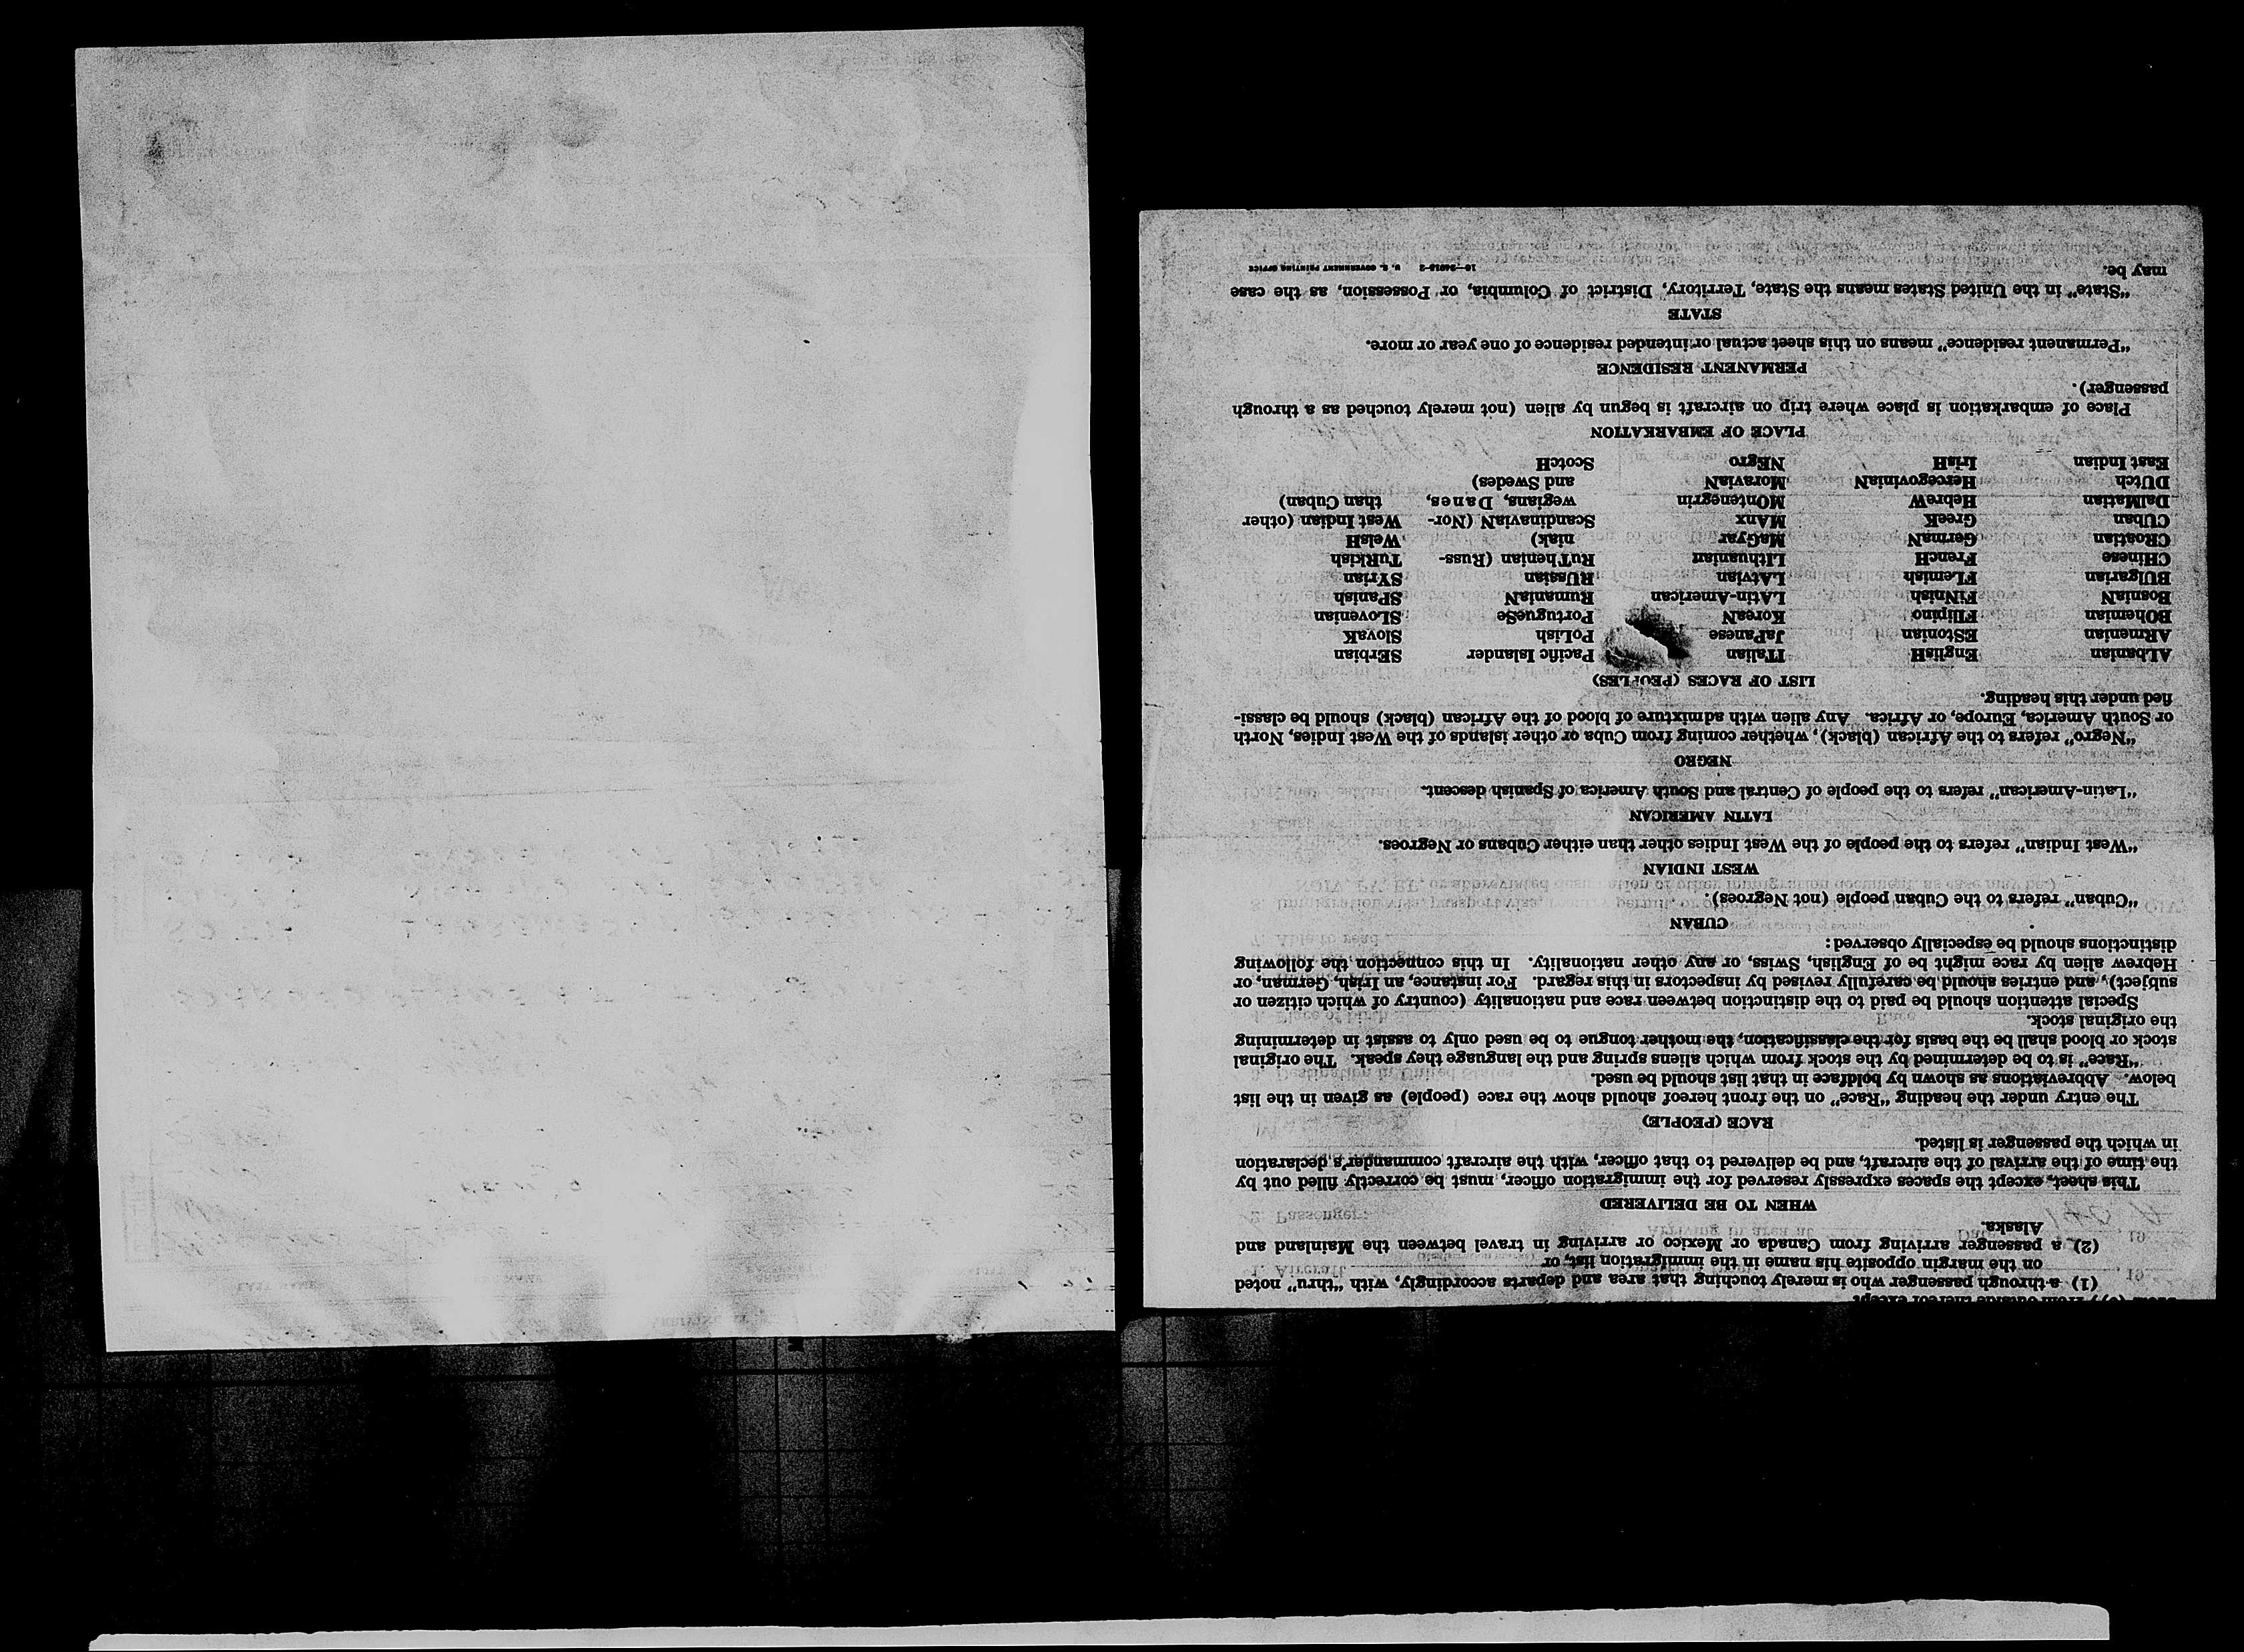 (1) a through passenger who is merely touching that area and departs accordingly, with “thru” noted
on the margin opposite his name in the immigration list, or
(2) a passenger arriving from Canada or Mexico or arriving in travel between the Mainland and
Alaska.
WHEN TO BE DELIVERED
This sheet, except the spaces expressly reserved for the immigration officer, must be correctly filled out by
the time of the arrival of the aircraft, and be delivered to that officer, with the aircraft commander's declaration
in which the passenger is listed.
RACE (PEOPLE)
The entry under the heading “Race” on the front hereof should show the race (people) as given in the list
below. Abbreviations as shown by boldface in that list should be used.
“Race” is to be determined by the stock from which aliens spring and the language they speak. The original
stock or blood shall be the basis for the classification, the mother tongue to be used only to assist in determining
the original stock.
Special attention should be paid to the distinction between race and nationality (country of which citizen or
subject), and entries should be carefully revised by inspectors in this regard. For instance, an Irish, German, or
Hebrew alien by race might be of English, Swiss, or any other nationality. In this connection the following
distinctions should be especially observed:
CUBAN
“Cuban” refers to the Cuban people (not Negroes).
WEST INDIAN
“West Indian” refers to the people of the West Indies other than either Cubans or Negroes.
LATIN AMERICAN
“Latin-American” refers to the people of Central and South America of Spanish descent.
NEGRO
“Negro” refers to the African (black), whether coming from Cuba or other islands of the West Indies, North
or South America, Europe, or Africa. Any alien with admixture of blood of the African (black) should be classi-
fied under this heading.
LIST OF RACES (PEOPLES)
ALbanian EnglisH ITalian Pacific Islander SErbian
ARmenian EStonian JaPanese PoLish SlovaK
BOhemian FIlipino KoreaN PortugueSe SLovenian
BosniaN FiNnish LAtin-American RumaniaN SPanish
BUlgarian FLemish LAtvian RUssian SYrian
CHinese FrencH LIthuanian RuThenian (Russ- TuRkish
CRoatian GermaN MaGyar niak) WelsH
CUban GreeK MAnx ScandinaviaN (Nor- West Indian (other
DalMatian HebreW MOntenegrin wegians, Danes, than Cuban)
DUtch HercegoviniaN MoraviaN and Swedes)
East Indian IrisH NEgro ScotcH
PLACE OF EMBARKATION
Place of embarkation is place where trip on aircraft is begun by alien (not merely touched as a through
passenger).
PERMANENT RESIDENCE
“Permanent residence” means on this sheet actual or intended residence of one year or more.
STATE
“State” in the United States means the State, Territory, District of Columbia, or Possession, as the case
may be.
U. S. GOVERNMENT PRINTING OFFICE